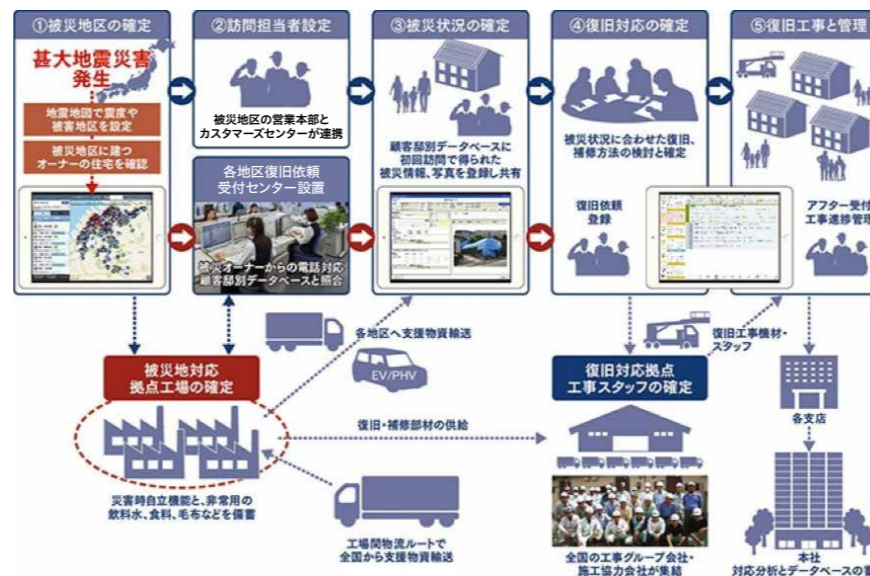 ①被災地区の確定
甚大地震災害
発生
地震地図で震度や
被害地区を設定
被災地区に建つ
オーナーの住宅を確認
②訪問担当者設定
被災地区の営業本部と
カスタマーズセンターが連携
各地区復旧依頼
受付センター設置
被災オーナーからの電話対応
顧客邸別データベースと照合
③被災状況の確定
顧客邸別データベースに
初回訪問で得られた
被災情報、写真を登録し共有
④復旧対応の確定
被災状況に合わせた復旧、
補修方法の検討と確定
復旧依頼
登録
⑤復旧工事と管理
アフター受付
工事進捗管理
被災地対応
拠点工場の確定
災害時自立機能と、非常用の
飲料水、食料、毛布などを備蓄
各地区へ支援物資輸送
EV/PHV
復旧・補修部材の供給
工場間物流ルートで
全国から支援物資輸送
復旧対応拠点
工事スタッフの確定
全国の工事グループ会社・
施工協力会社が集結
復旧工事機材・
スタッフ
各支店
本社
対応分析とデータベースの